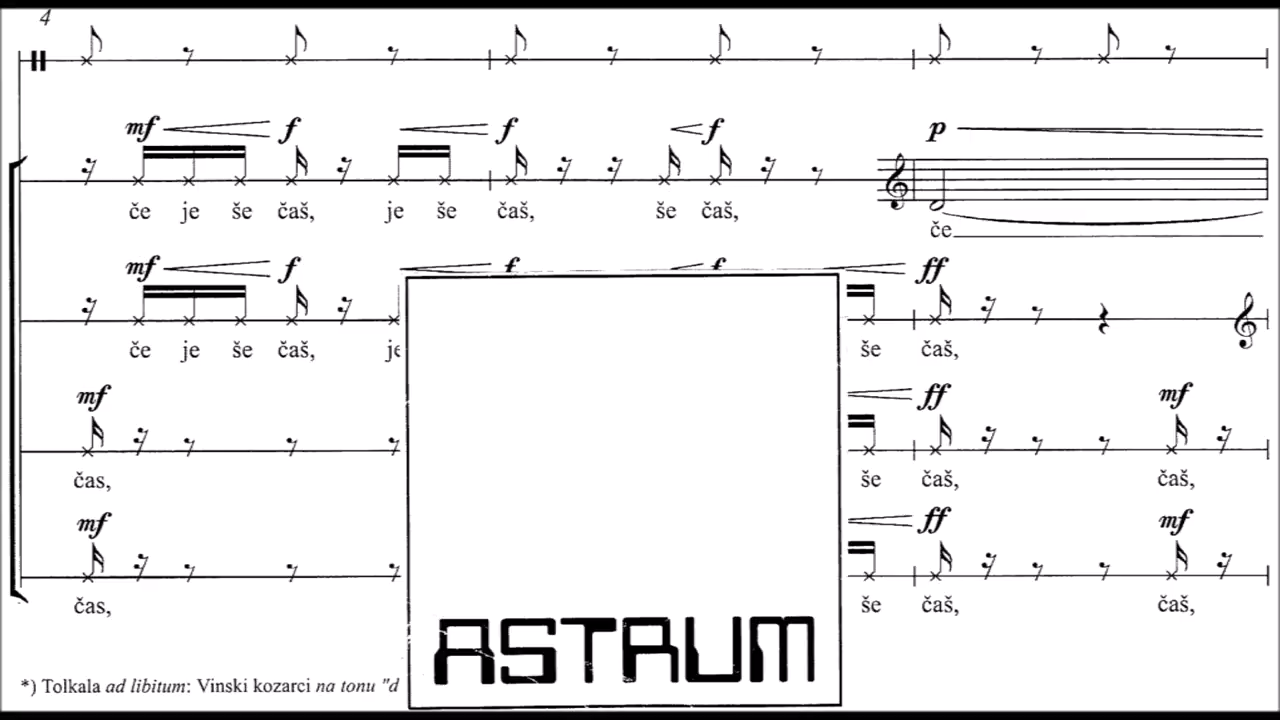 4
mf f f f p
če je še čaš, je še čaš, še čaš, če
mf f f f ff
če je še čaš, še čaš,
mf ff mf
čas, še čaš, čaš,
mf ff mf
čas, še čaš, čaš,
*) Tolkala ad libitum: Vinski kozarci na tonu "d
ASTRUM